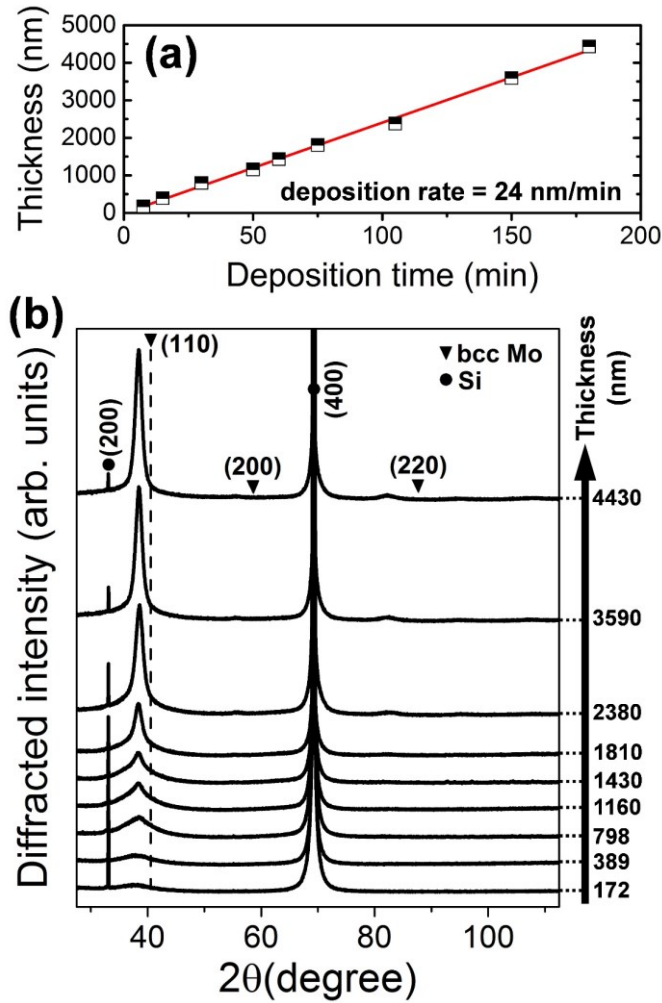 (a)
Thickness (nm)
5000
4000
3000
2000
1000
0
deposition rate = 24 nm/min
0 50 100 150 200
Deposition time (min)
(b)
Diffracted intensity (arb. units)
▼(110)
▼ bcc Mo
● Si
(200)
(400)
(200)
(220)
Thickness
(nm)
4430
3590
2380
1810
1430
1160
798
389
172
40 60 80 100
2θ(degree)